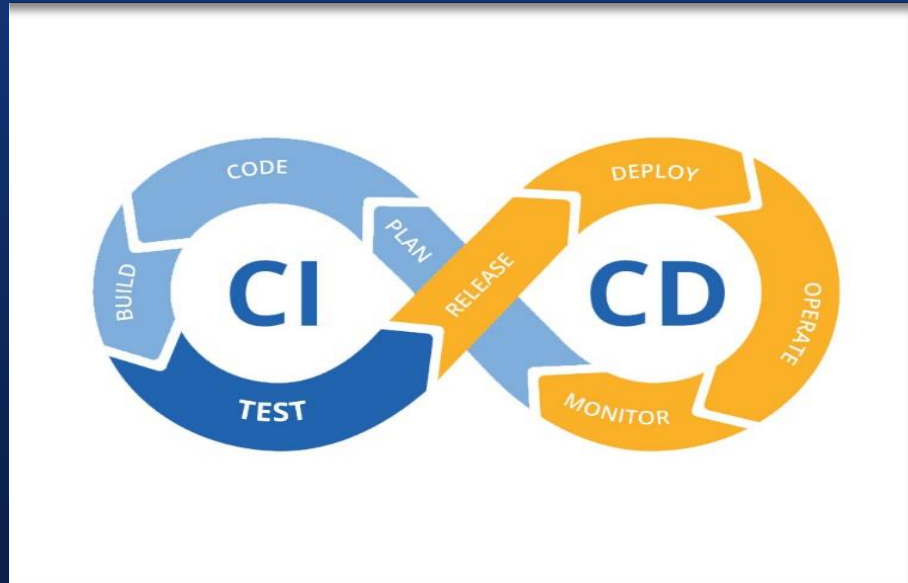 CODE
DEPLOY
PLAN
BUILD
CI
RELEASE
CD
OPERATE
TEST
MONITOR